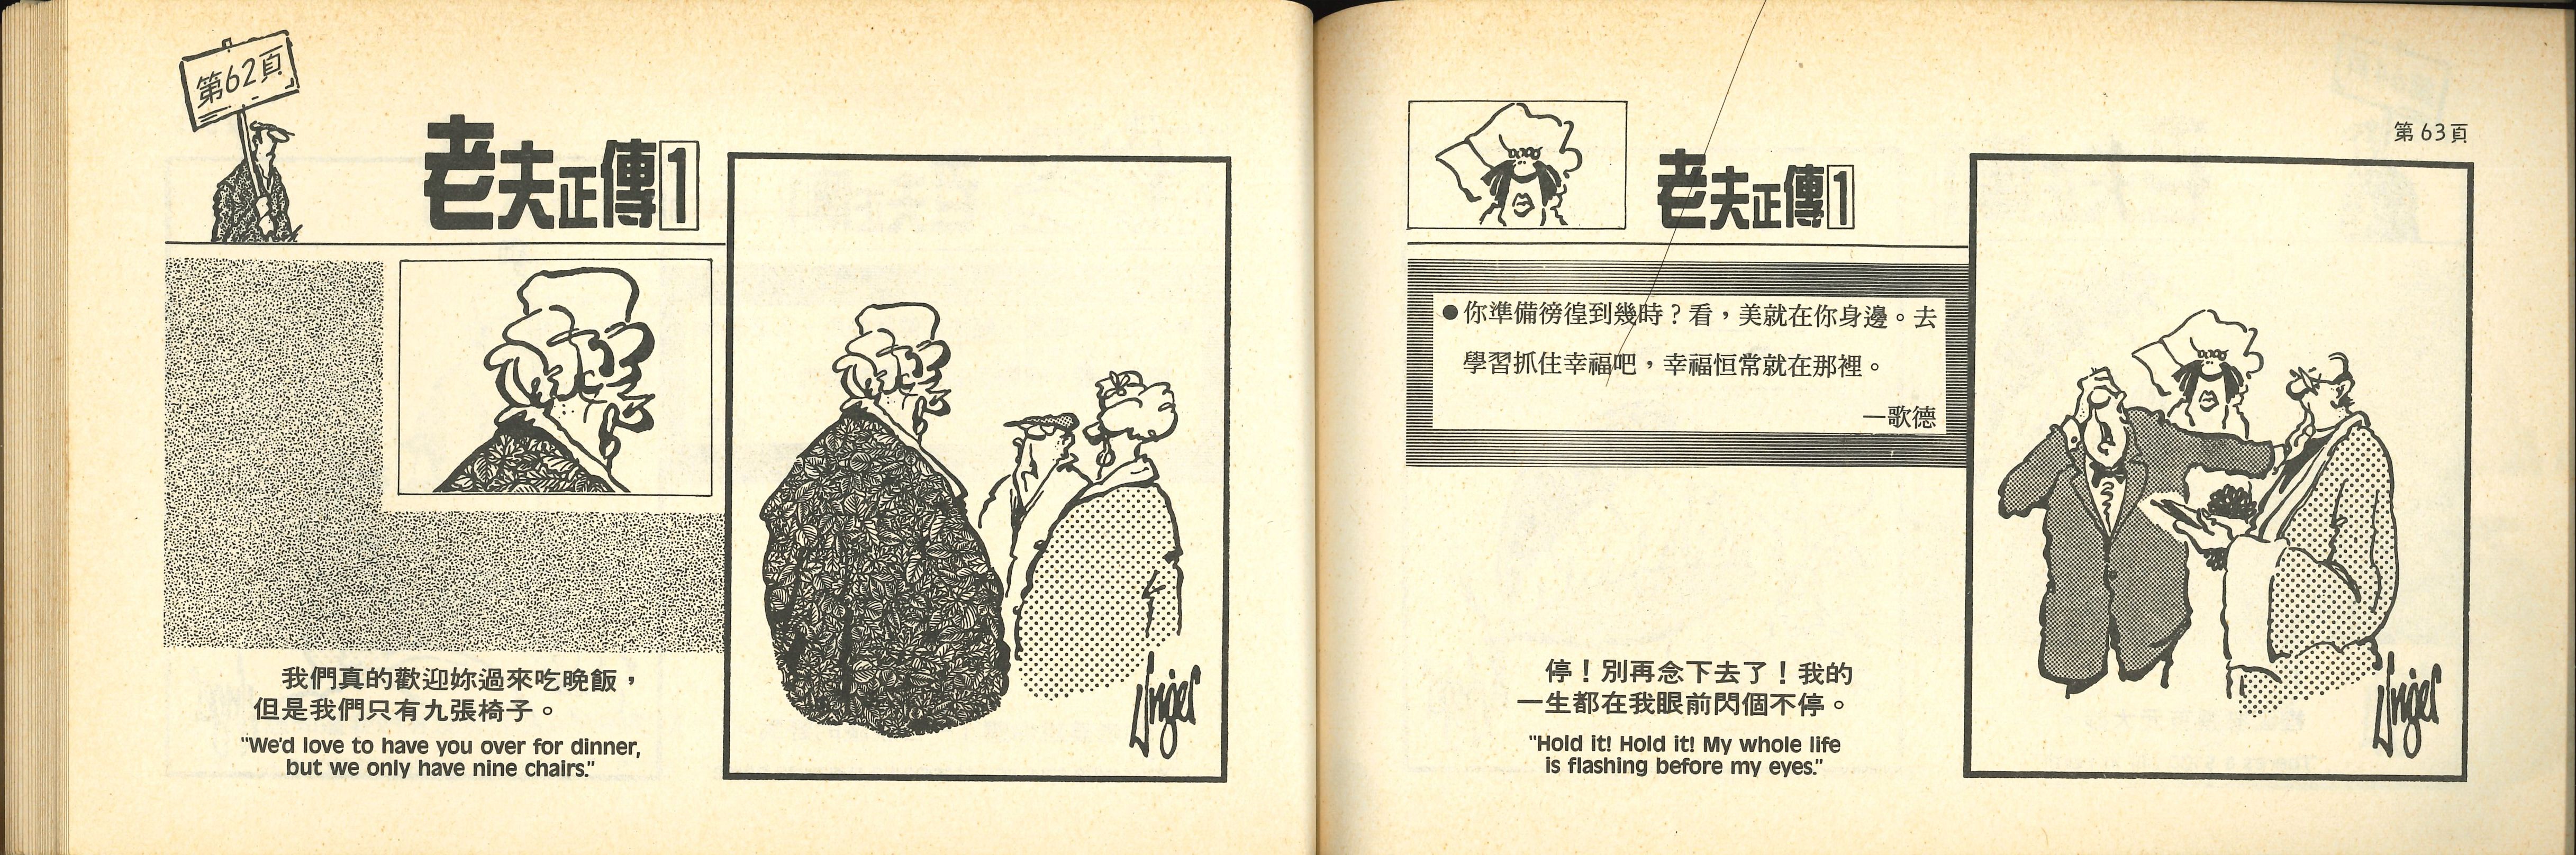 第62頁
老夫正傳1
我們真的歡迎妳過來吃晚飯，
但是我們只有九張椅子。
"We'd love to have you over for dinner,
but we only have nine chairs."
Unger
第63頁
老夫正傳1
●你準備徬徨到幾時？看，美就在你身邊。去
學習抓住幸福吧，幸福恒常就在那裡。
—歌德
停！別再念下去了！我的
一生都在我眼前閃個不停。
"Hold it! Hold it! My whole life
is flashing before my eyes."
Unger